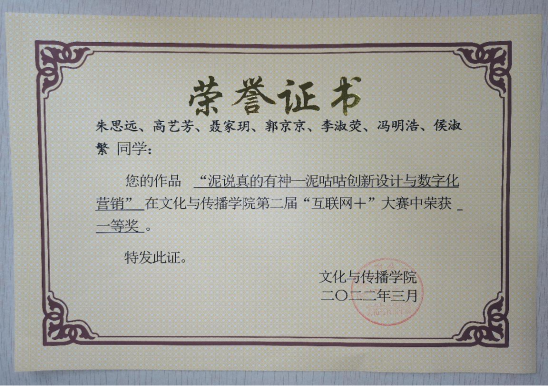 荣誉证书
朱思远、高艺芳、聂家玥、郭京京、李淑荧、冯明浩、侯淑
繁 同学：
您的作品 “泥说真的有神—泥咕咕创新设计与数字化
营销” 在文化与传播学院第二届“互联网＋”大赛中荣获
一等奖 。
特发此证。
文化与传播学院
二〇二二年三月